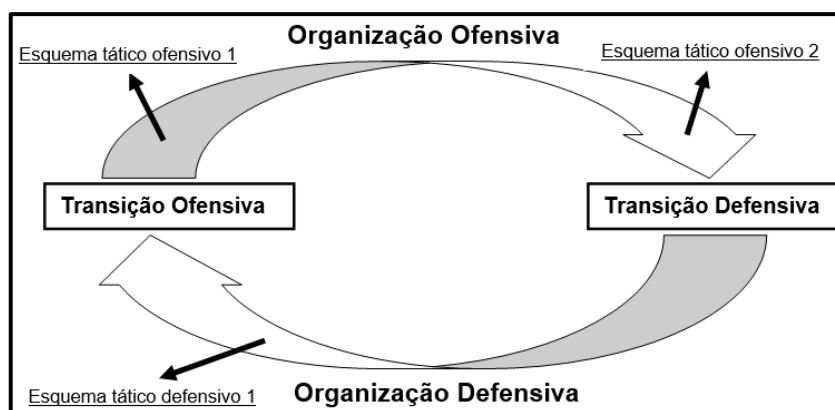 Organização Ofensiva
Esquema tático ofensivo 1
Esquema tático ofensivo 2
Transição Ofensiva
Transição Defensiva
Esquema tático defensivo 1
Organização Defensiva